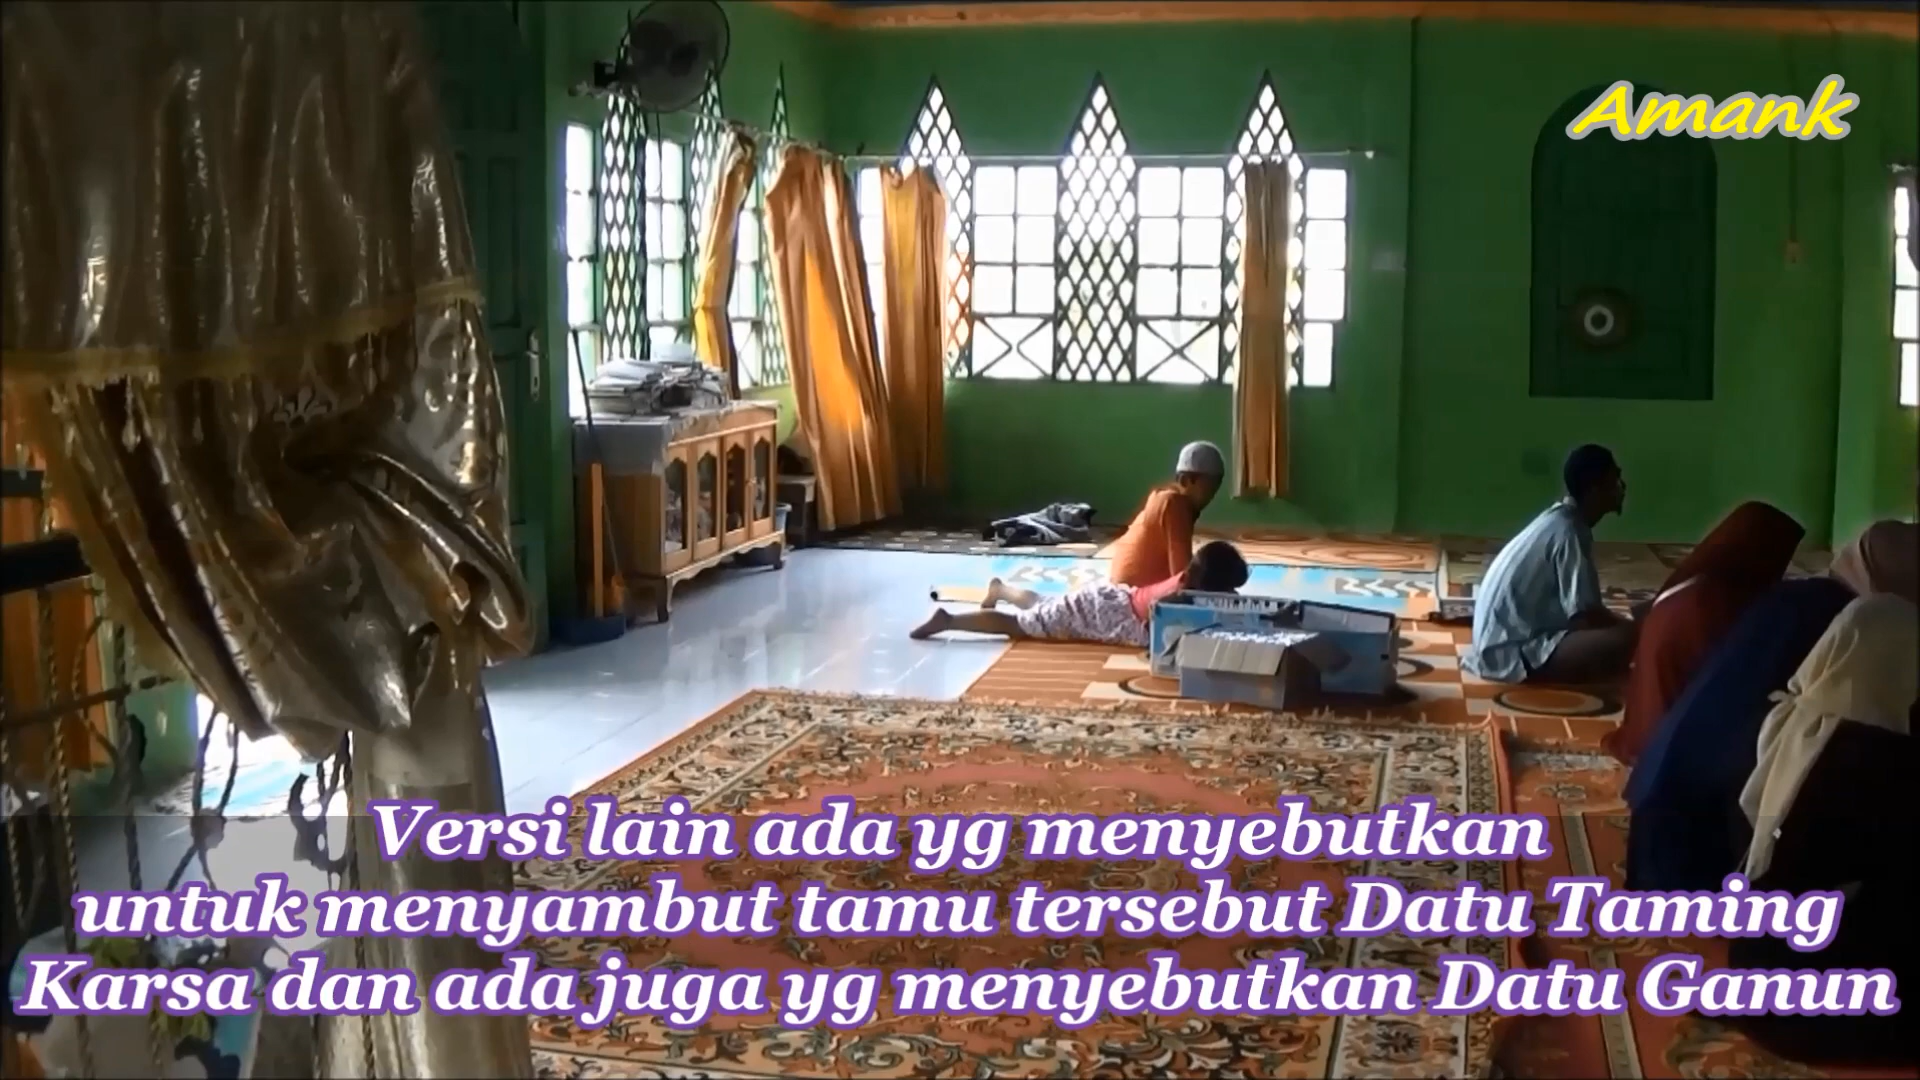 Amank
Versi lain ada yg menyebutkan
untuk menyambut tamu tersebut Datu Taming
Karsa dan ada juga yg menyebutkan Datu Ganun